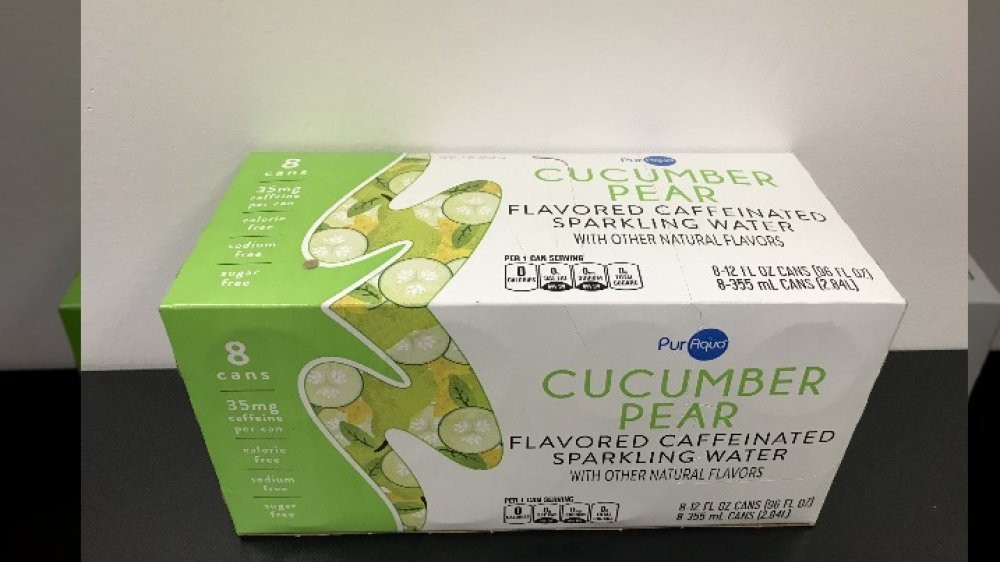 8
cans
35mg
caffeine
per can
calorie
free
sodium
free
sugar
free
PurAqua
CUCUMBER
PEAR
FLAVORED CAFFEINATED
SPARKLING WATER
WITH OTHER NATURAL FLAVORS
PER 1 CAN SERVING
0
CALORIES
8-12 FL OZ CANS (96 FL OZ)
8-355 mL CANS (2.84L)
8
cans
35mg
caffeine
per can
calorie
free
sodium
free
sugar
free
PurAqua
CUCUMBER
PEAR
FLAVORED CAFFEINATED
SPARKLING WATER
WITH OTHER NATURAL FLAVORS
PER 1 CAN SERVING
0
CALORIES
8-12 FL OZ CANS (96 FL OZ)
8-355 mL CANS (2.84L)